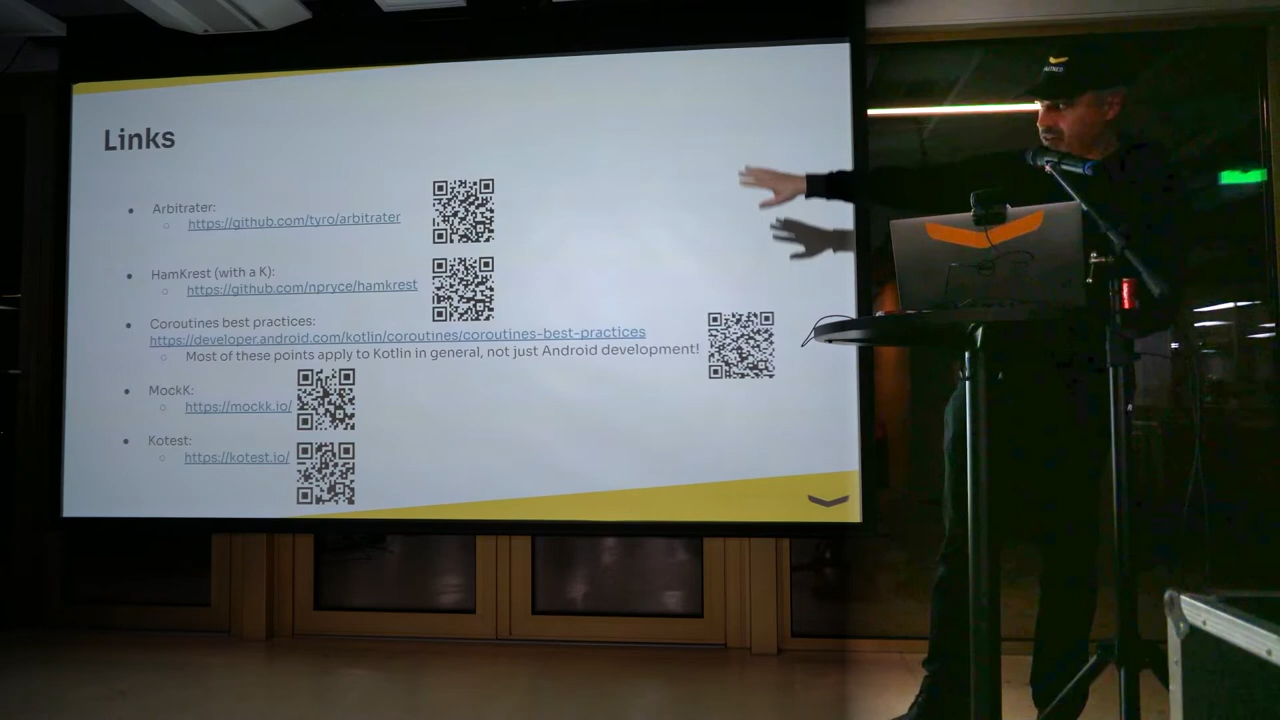 Links
Arbitrater:
https://github.com/tyro/arbitrater
HamKrest (with a K):
https://github.com/npryce/hamkrest
Coroutines best practices:
https://developer.android.com/kotlin/coroutines/coroutines-best-practices
Most of these points apply to Kotlin in general, not just Android development!
MockK:
https://mockk.io/
Kotest:
https://kotest.io/